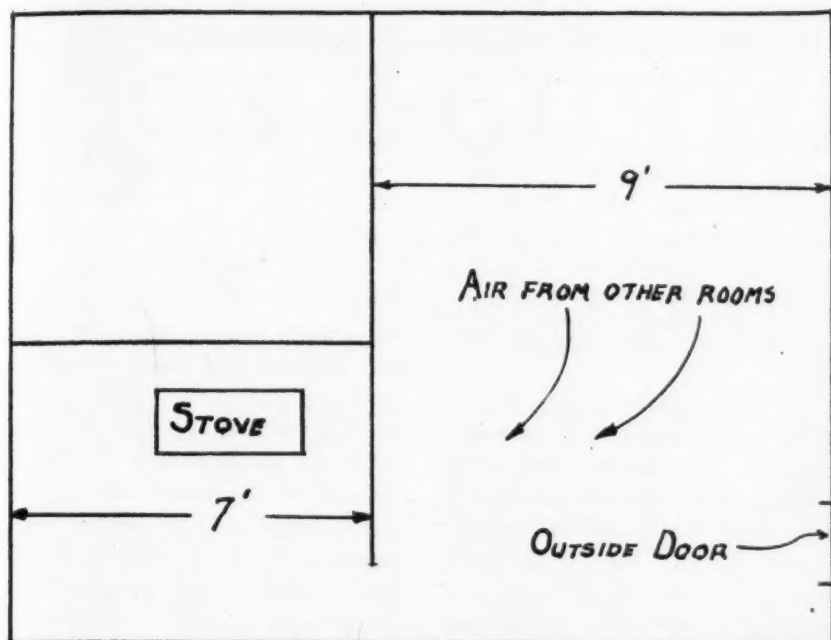 9'
AIR FROM OTHER ROOMS
STOVE
7'
OUTSIDE DOOR